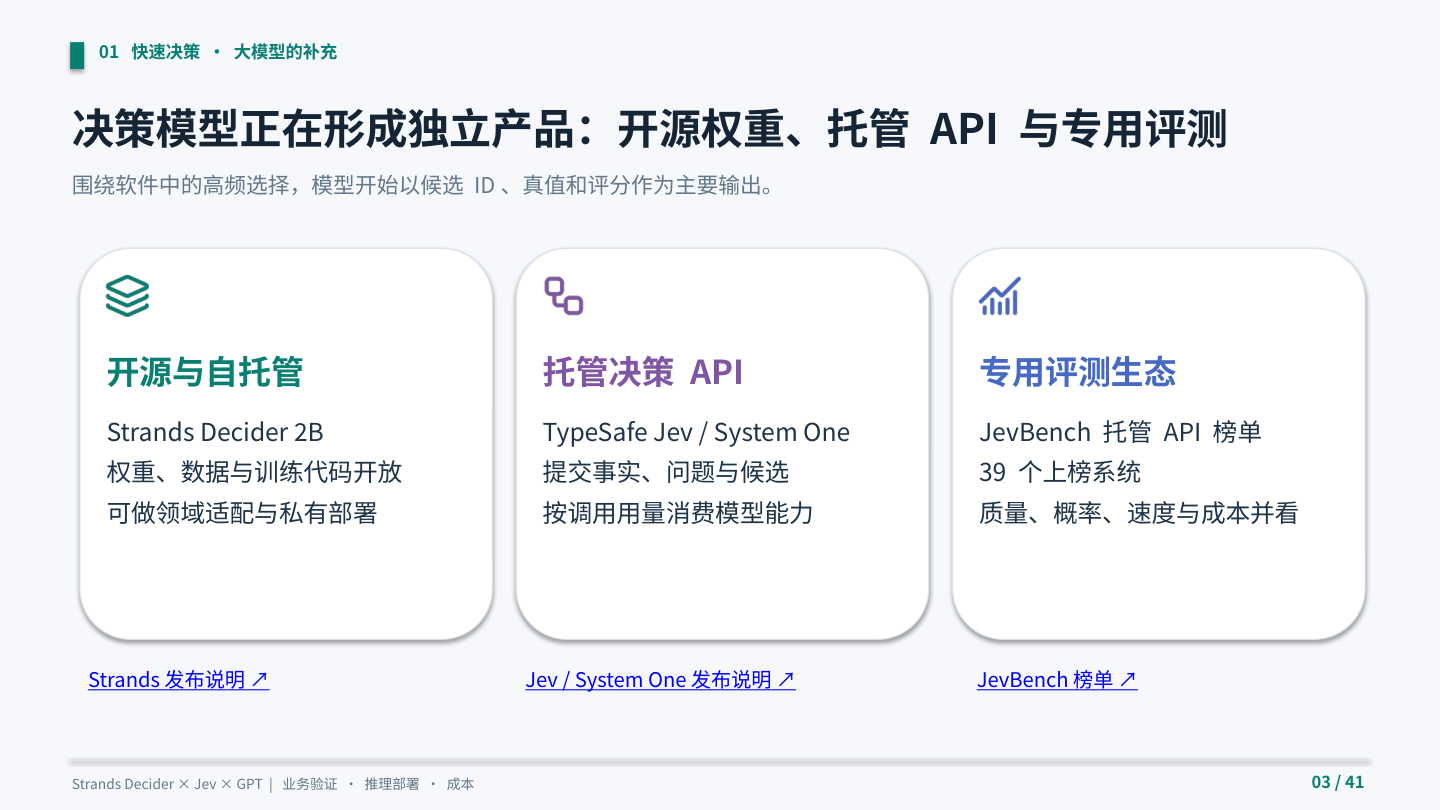 01 快速决策 · 大模型的补充
决策模型正在形成独立产品：开源权重、托管 API 与专用评测
围绕软件中的高频选择，模型开始以候选 ID 、真值和评分作为主要输出。
开源与自托管
Strands Decider 2B
权重、数据与训练代码开放
可做领域适配与私有部署
托管决策 API
TypeSafe Jev / System One
提交事实、问题与候选
按调用用量消费模型能力
专用评测生态
JevBench 托管 API 榜单
39 个上榜系统
质量、概率、速度与成本并看
Strands 发布说明 ↗
Jev / System One 发布说明 ↗
JevBench 榜单 ↗
Strands Decider × Jev × GPT | 业务验证 · 推理部署 · 成本
03 / 41